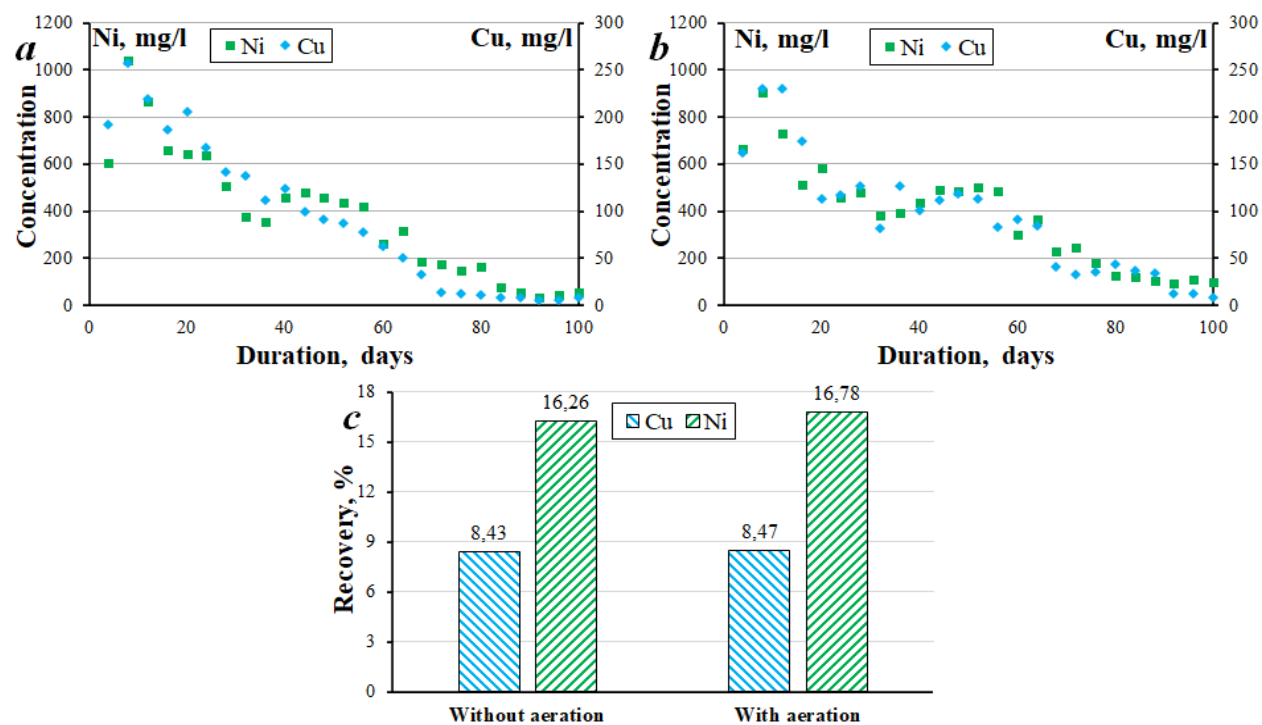 a
Ni, mg/l
Ni Cu
Cu, mg/l
Concentration
1200
1000
800
600
400
200
0
300
250
200
150
100
50
0
0 20 40 60 80 100
Duration, days
b
Ni, mg/l
Ni Cu
Cu, mg/l
Concentration
1200
1000
800
600
400
200
0
300
250
200
150
100
50
0
0 20 40 60 80 100
Duration, days
c
Cu Ni
Recovery, %
18
15
12
9
6
3
0
8,43
16,26
8,47
16,78
Without aeration With aeration